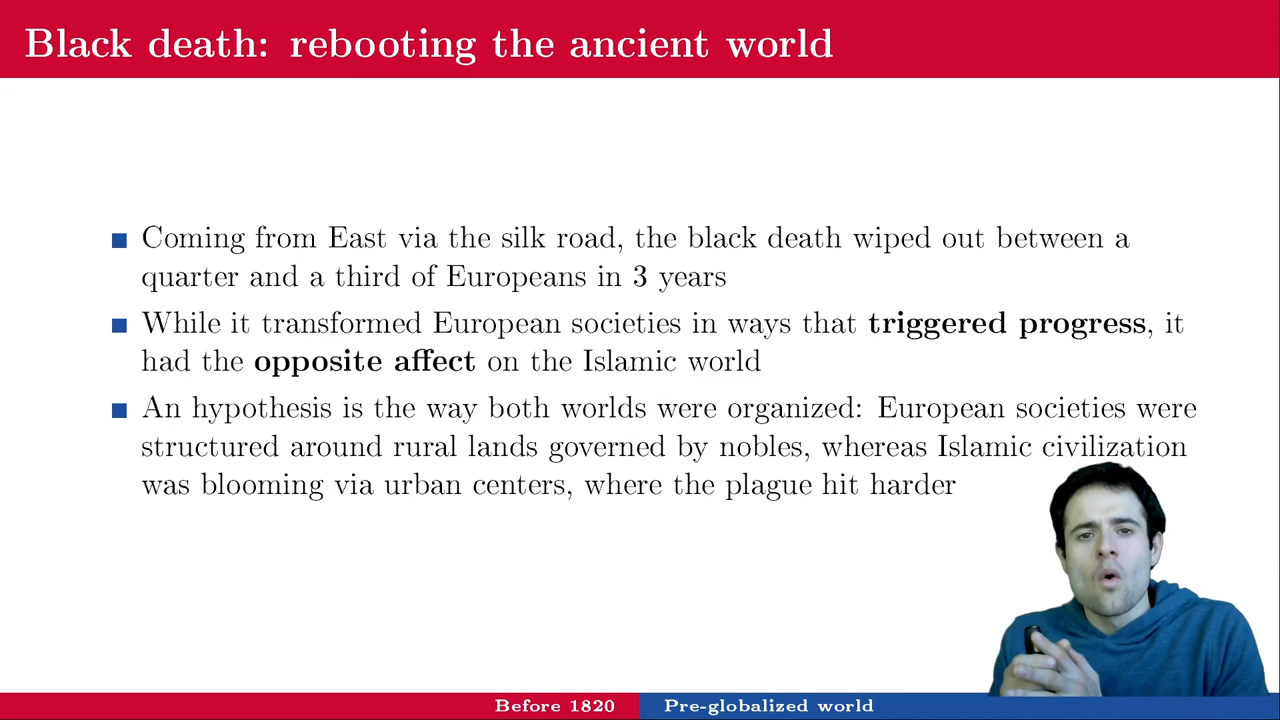 Black death: rebooting the ancient world
Coming from East via the silk road, the black death wiped out between a
quarter and a third of Europeans in 3 years
While it transformed European societies in ways that triggered progress, it
had the opposite affect on the Islamic world
An hypothesis is the way both worlds were organized: European societies were
structured around rural lands governed by nobles, whereas Islamic civilization
was blooming via urban centers, where the plague hit harder
Before 1820
Pre-globalized world